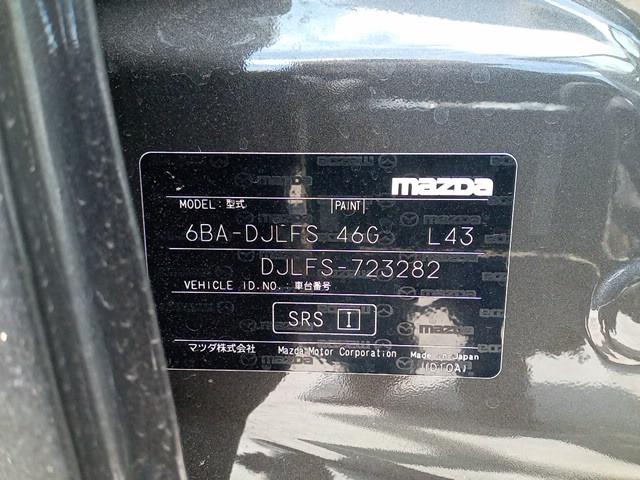 mazda
MODEL: 型式 PAINT
6BA-DJLFS 46G L43
DJLFS-723282
VEHICLE ID.NO.: 車台番号
SRS I
マツダ株式会社 Mazda Motor Corporation Made in Japan